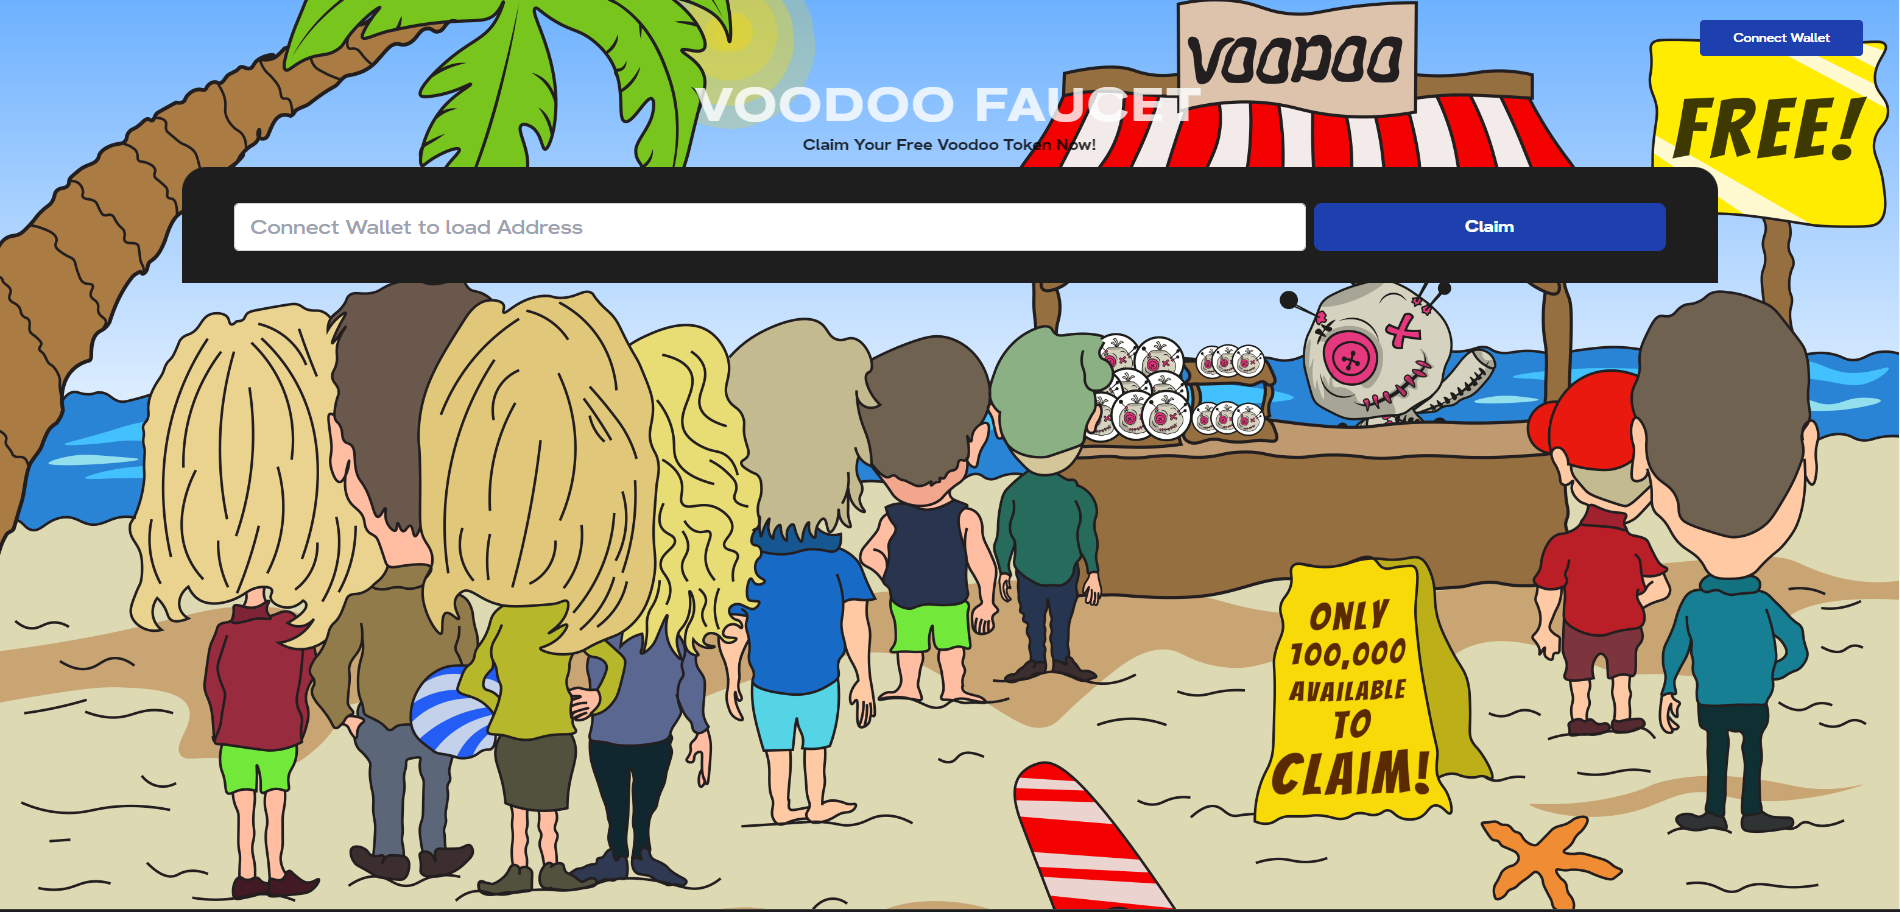 VOODOO
Connect Wallet
VOODOO FAUCET
FREE!
Claim Your Free Voodoo Token Now!
Connect Wallet to load Address
Claim
ONLY
100,000
AVAILABLE
TO
CLAIM!